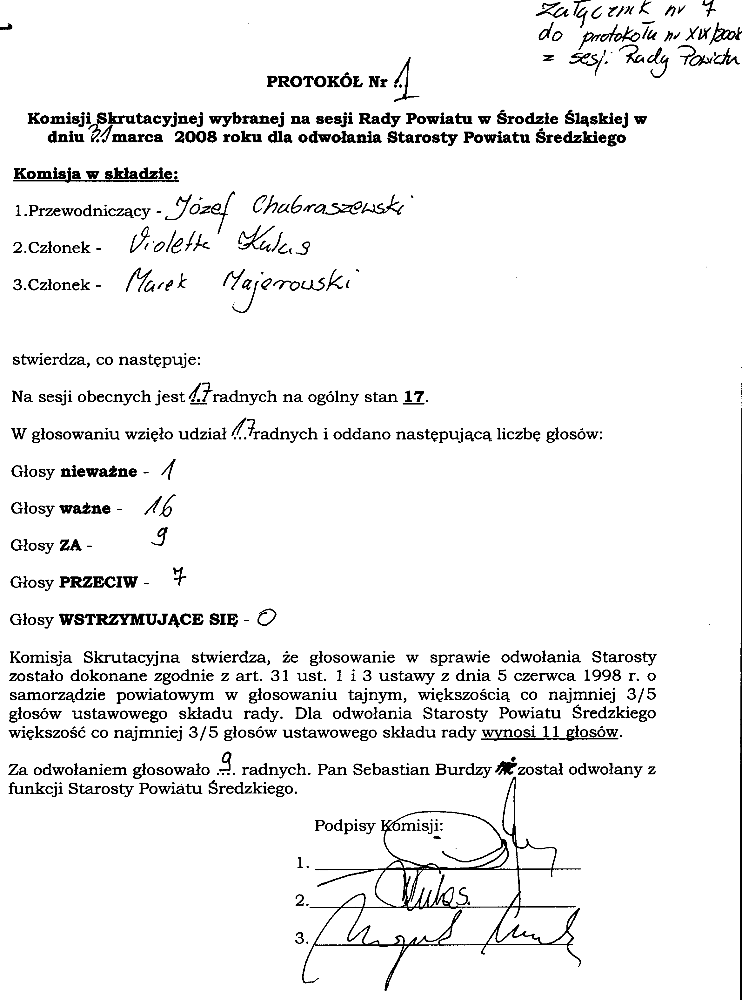 Załącznik nr 7
do protokołu nr XIX/2008
z sesji Rady Powiatu
PROTOKÓŁ Nr 1
Komisji Skrutacyjnej wybranej na sesji Rady Powiatu w Środzie Śląskiej w
dniu 31 marca 2008 roku dla odwołania Starosty Powiatu Średzkiego
Komisja w składzie:
1.Przewodniczący - Józef Chabraszewski
2.Członek - Violetta Kulas
3.Członek - Marek Majerowski
stwierdza, co następuje:
Na sesji obecnych jest 17 radnych na ogólny stan 17.
W głosowaniu wzięło udział 17 radnych i oddano następującą liczbę głosów:
Głosy nieważne - 1
Głosy ważne - 16
Głosy ZA - 9
Głosy PRZECIW - 7
Głosy WSTRZYMUJĄCE SIĘ - 0
Komisja Skrutacyjna stwierdza, że głosowanie w sprawie odwołania Starosty
zostało dokonane zgodnie z art. 31 ust. 1 i 3 ustawy z dnia 5 czerwca 1998 r. o
samorządzie powiatowym w głosowaniu tajnym, większością co najmniej 3/5
głosów ustawowego składu rady. Dla odwołania Starosty Powiatu Średzkiego
większość co najmniej 3/5 głosów ustawowego składu rady wynosi 11 głosów.
Za odwołaniem głosowało 9 radnych. Pan Sebastian Burdzy nie został odwołany z
funkcji Starosty Powiatu Średzkiego.
Podpisy Komisji:
1.
2. Kulas.
3.